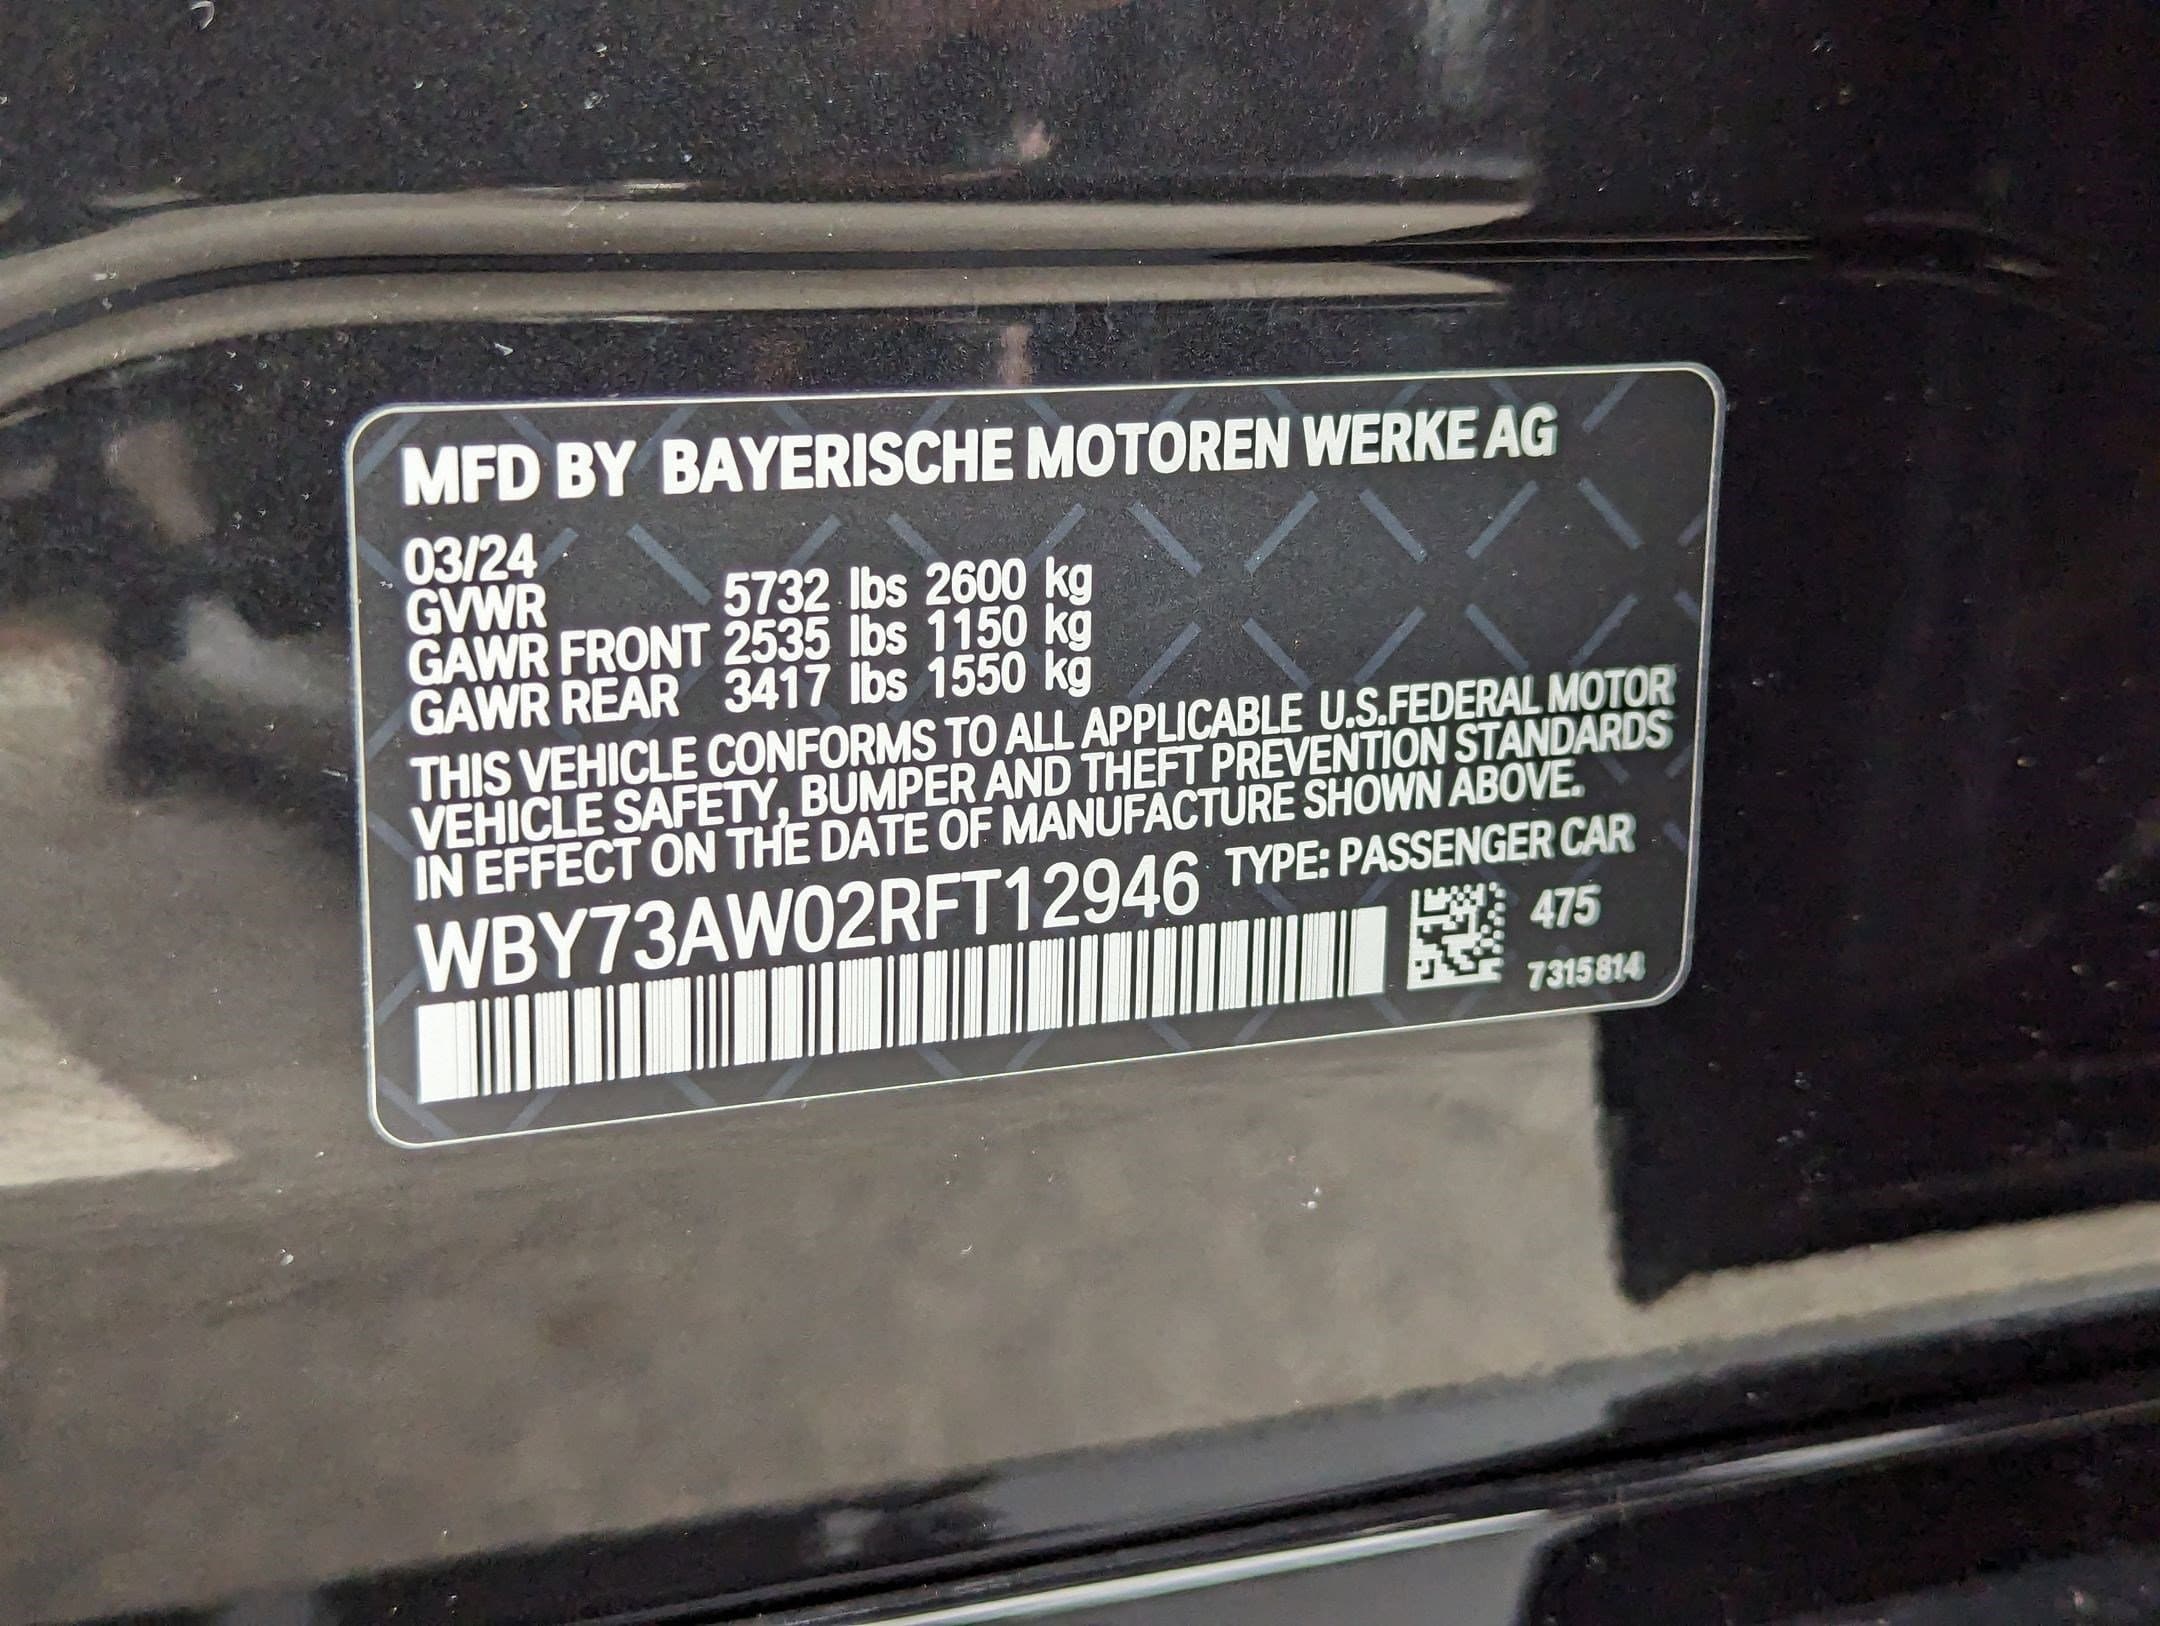 MFD BY BAYERISCHE MOTOREN WERKE AG
03/24
GVWR 5732 lbs 2600 kg
GAWR FRONT 2535 lbs 1150 kg
GAWR REAR 3417 lbs 1550 kg
THIS VEHICLE CONFORMS TO ALL APPLICABLE U.S.FEDERAL MOTOR
VEHICLE SAFETY, BUMPER AND THEFT PREVENTION STANDARDS
IN EFFECT ON THE DATE OF MANUFACTURE SHOWN ABOVE.
WBY73AW02RFT12946 TYPE: PASSENGER CAR
475
7315814